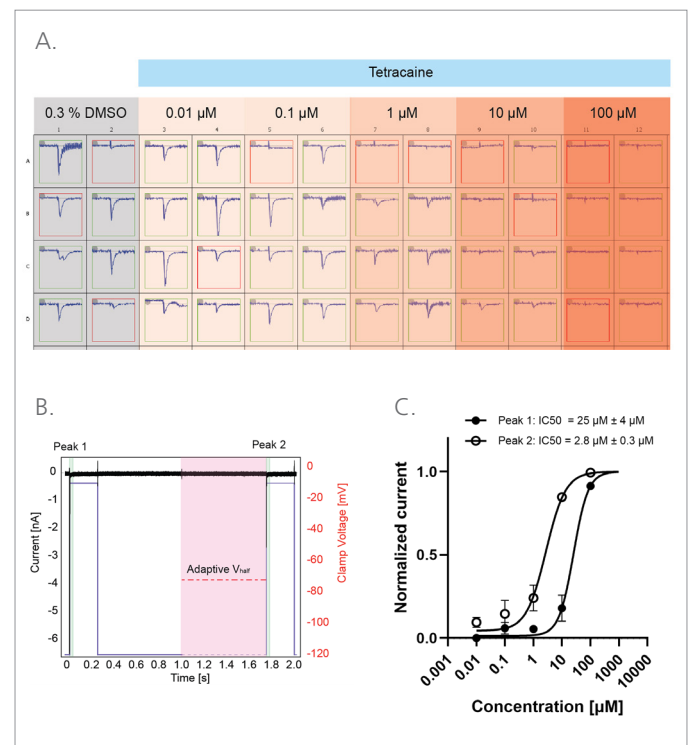 A.
Tetracaine
0.3 % DMSO 0.01 µM 0.1 µM 1 µM 10 µM 100 µM
1 2 3 4 5 6 7 8 9 10 11 12
A
B
C
D
B.
Peak 1 Peak 2
0 -1 -2 -3 -4 -5 -6
Current [nA]
Adaptive Vhalf
0 -20 -40 -60 -80 -100 -120
Clamp Voltage [mV]
0 0.2 0.4 0.6 0.8 1.0 1.2 1.4 1.6 1.8 2.0
Time [s]
C.
Peak 1: IC50 = 25 µM ± 4 µM
Peak 2: IC50 = 2.8 µM ± 0.3 µM
1.0
0.5
0.0
Normalized current
0.001 0.01 0.1 1 10 100 1000 10000
Concentration [µM]